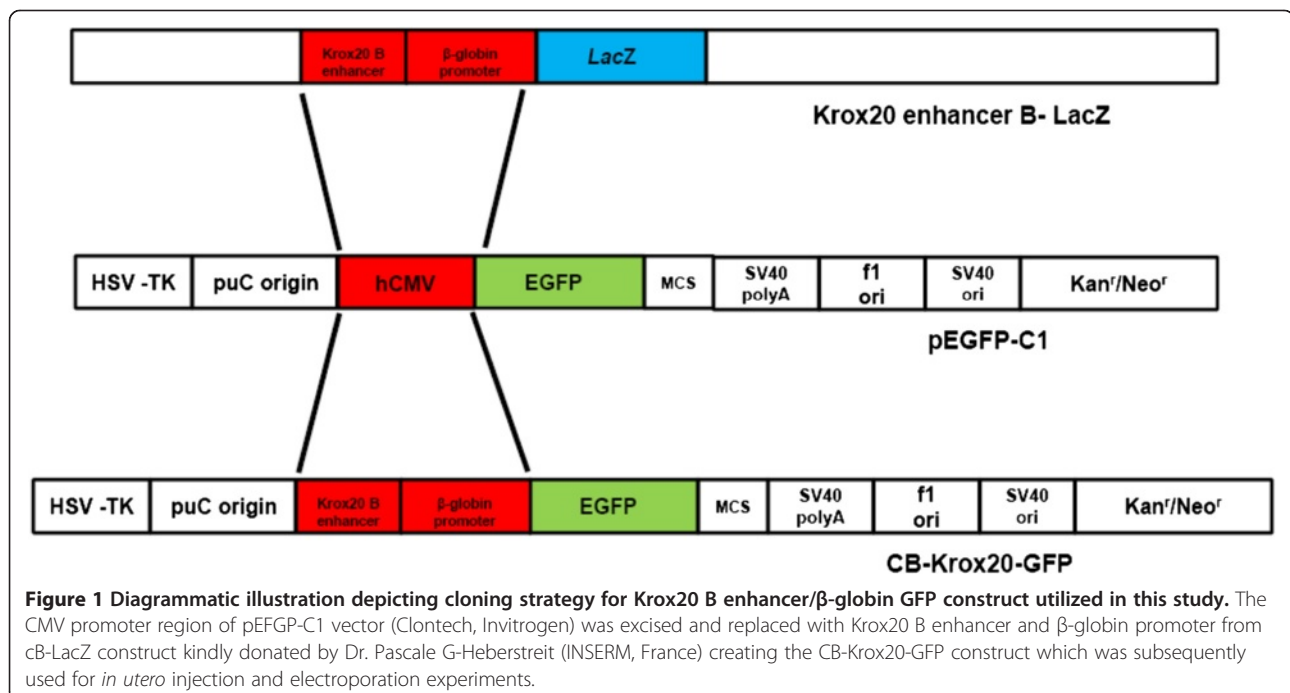 Krox20 B enhancer β-globin promoter LacZ
Krox20 enhancer B- LacZ
HSV -TK puC origin hCMV EGFP MCS SV40 polyA f1 ori SV40 ori Kanʳ/Neoʳ
pEGFP-C1
HSV -TK puC origin Krox20 B enhancer β-globin promoter EGFP MCS SV40 polyA f1 ori SV40 ori Kanʳ/Neoʳ
CB-Krox20-GFP
Figure 1 Diagrammatic illustration depicting cloning strategy for Krox20 B enhancer/β-globin GFP construct utilized in this study. The
CMV promoter region of pEFGP-C1 vector (Clontech, Invitrogen) was excised and replaced with Krox20 B enhancer and β-globin promoter from
cB-LacZ construct kindly donated by Dr. Pascale G-Heberstreit (INSERM, France) creating the CB-Krox20-GFP construct which was subsequently
used for in utero injection and electroporation experiments.